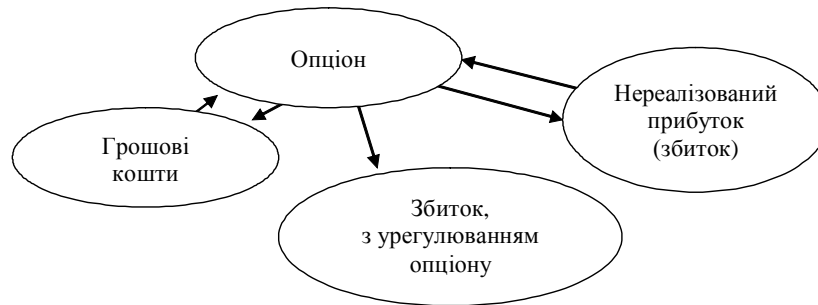 Опціон
Нереалізований
прибуток
(збиток)
Грошові
кошти
Збиток,
з урегулюванням
опціону